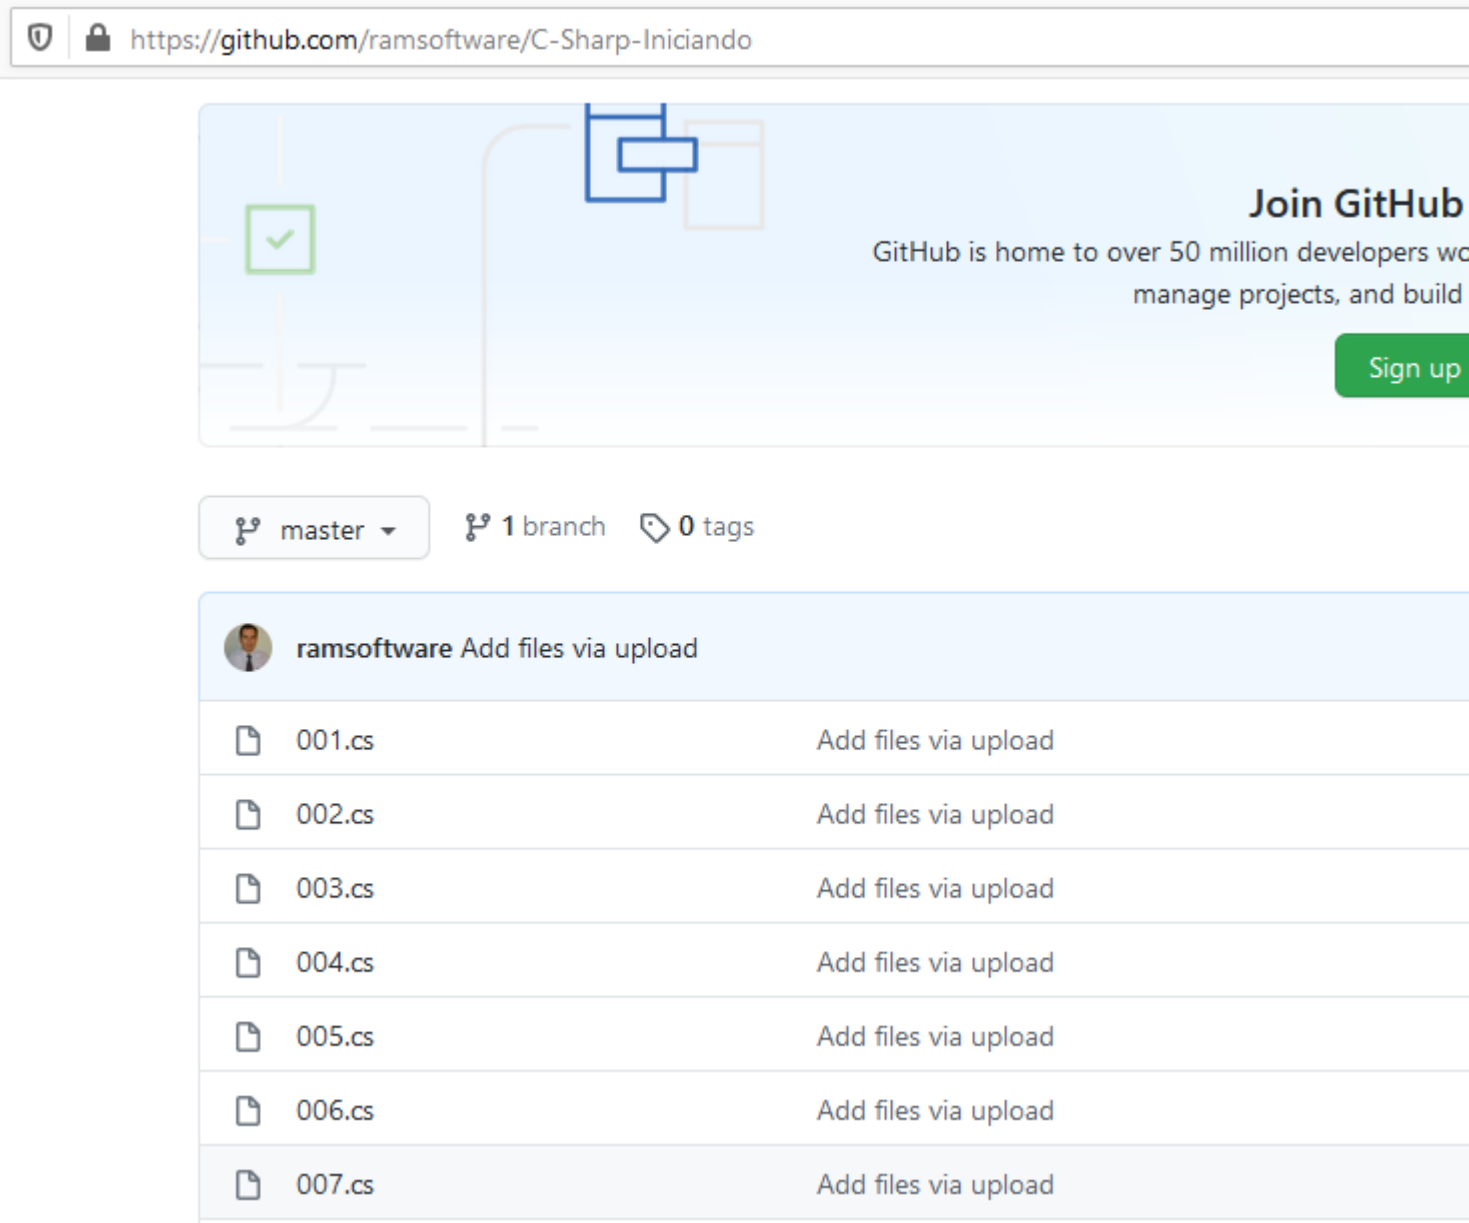 https://github.com/ramsoftware/C-Sharp-Iniciando
Join GitHub
GitHub is home to over 50 million developers wo
manage projects, and build
Sign up
master 1 branch 0 tags
ramsoftware Add files via upload
001.cs Add files via upload
002.cs Add files via upload
003.cs Add files via upload
004.cs Add files via upload
005.cs Add files via upload
006.cs Add files via upload
007.cs Add files via upload